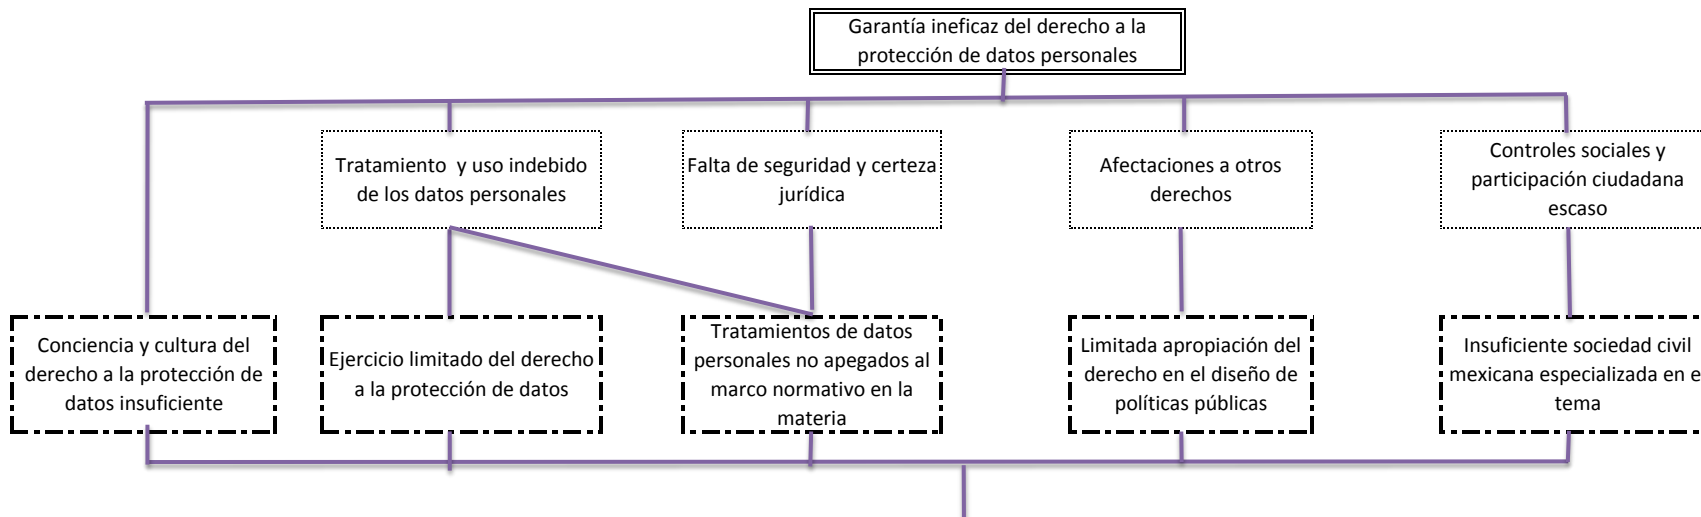 Garantía ineficaz del derecho a la
protección de datos personales
Tratamiento y uso indebido
de los datos personales
Falta de seguridad y certeza
jurídica
Afectaciones a otros
derechos
Controles sociales y
participación ciudadana
escaso
Conciencia y cultura del
derecho a la protección de
datos insuficiente
Ejercicio limitado del derecho
a la protección de datos
Tratamientos de datos
personales no apegados al
marco normativo en la
materia
Limitada apropiación del
derecho en el diseño de
políticas públicas
Insuficiente sociedad civil
mexicana especializada en e
tema